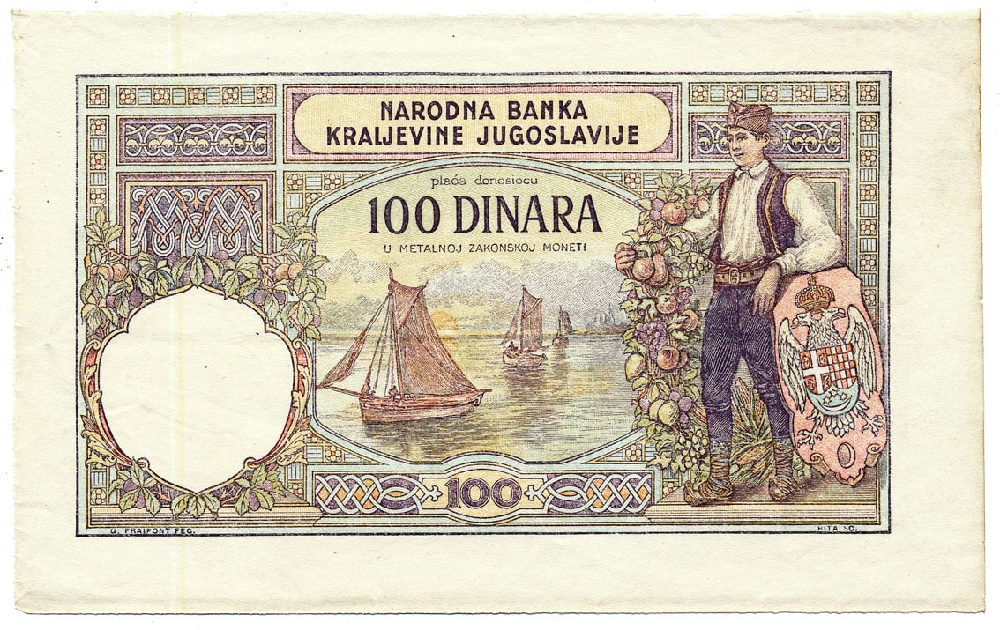 NARODNA BANKA
KRALJEVINE JUGOSLAVIJE
plaća donosiocu
100 DINARA
U METALNOJ ZAKONSKOJ MONETI
100
G. FRAIPONT FEC.
RITA SC.